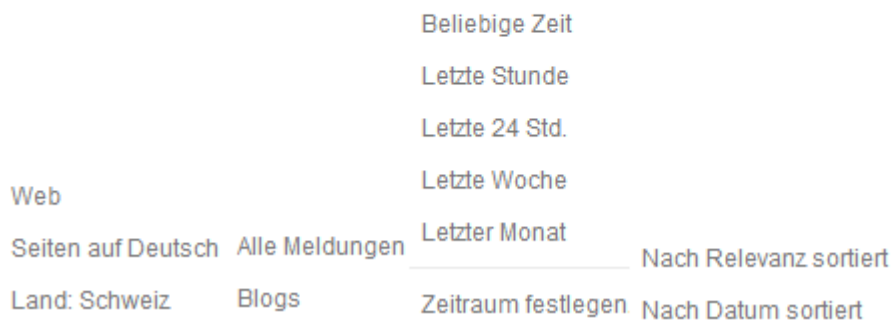 Web
Seiten auf Deutsch
Land: Schweiz
Alle Meldungen
Blogs
Beliebige Zeit
Letzte Stunde
Letzte 24 Std.
Letzte Woche
Letzter Monat
Zeitraum festlegen
Nach Relevanz sortiert
Nach Datum sortiert